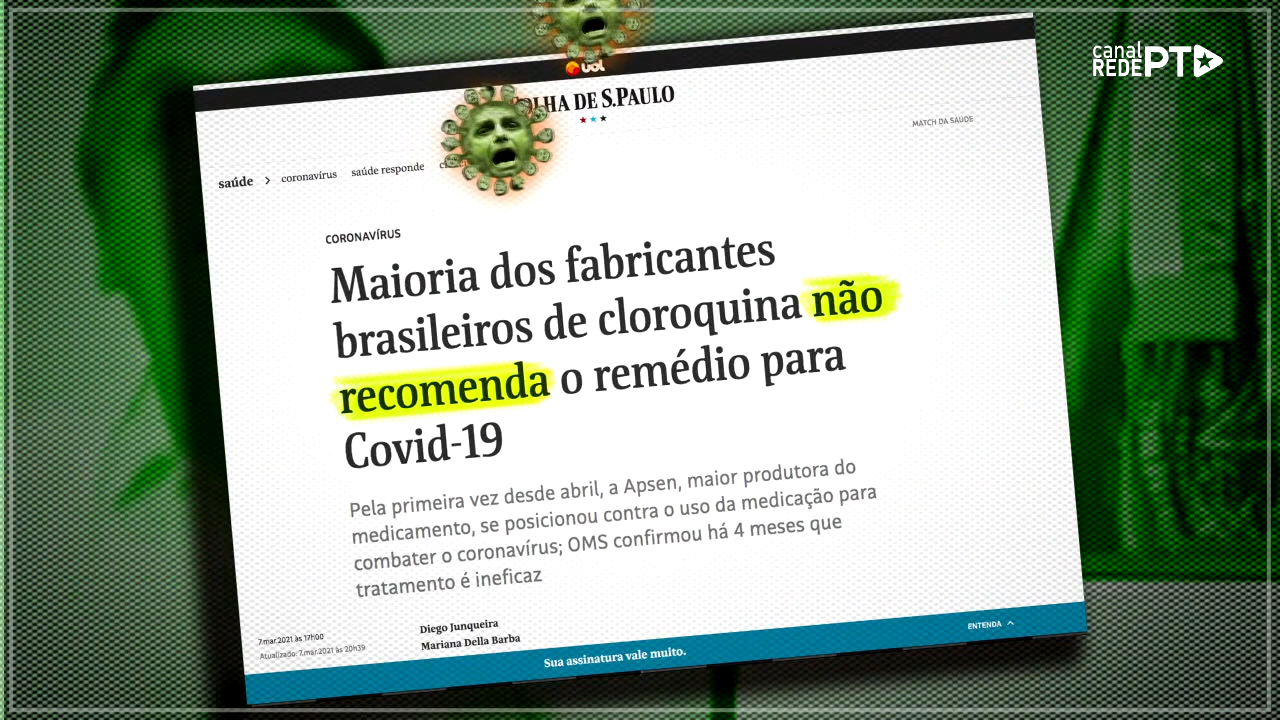 canal
REDEPT
uol
FOLHA DE S.PAULO
MATCH DA SAÚDE
saúde > coronavírus saúde responde
CORONAVÍRUS
Maioria dos fabricantes
brasileiros de cloroquina não
recomenda o remédio para
Covid-19
Pela primeira vez desde abril, a Apsen, maior produtora do
medicamento, se posicionou contra o uso da medicação para
combater o coronavírus; OMS confirmou há 4 meses que
tratamento é ineficaz
7.mar.2021 às 17h00
Atualizado: 7.mar.2021 às 20h39
Diego Junqueira
Mariana Della Barba
Sua assinatura vale muito.
ENTENDA